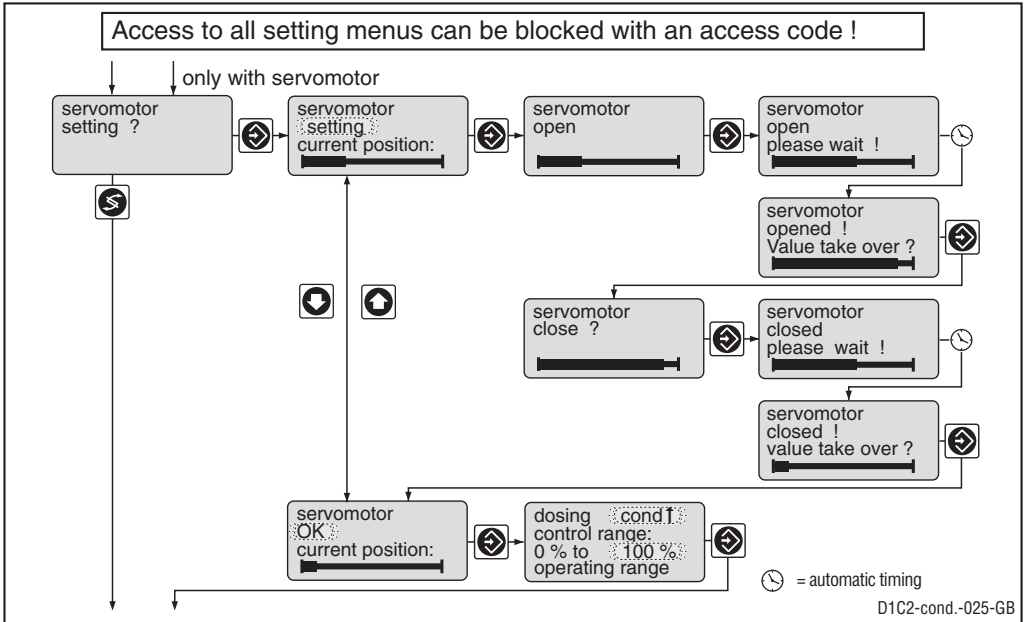 Access to all setting menus can be blocked with an access code !
only with servomotor
servomotor
setting ?
servomotor
setting
current position:
servomotor
open
servomotor
open
please wait !
servomotor
opened !
Value take over ?
servomotor
close ?
servomotor
closed
please wait !
servomotor
closed !
value take over ?
servomotor
OK
current position:
dosing cond↑
control range:
0 % to 100 %
operating range
= automatic timing
D1C2-cond.-025-GB